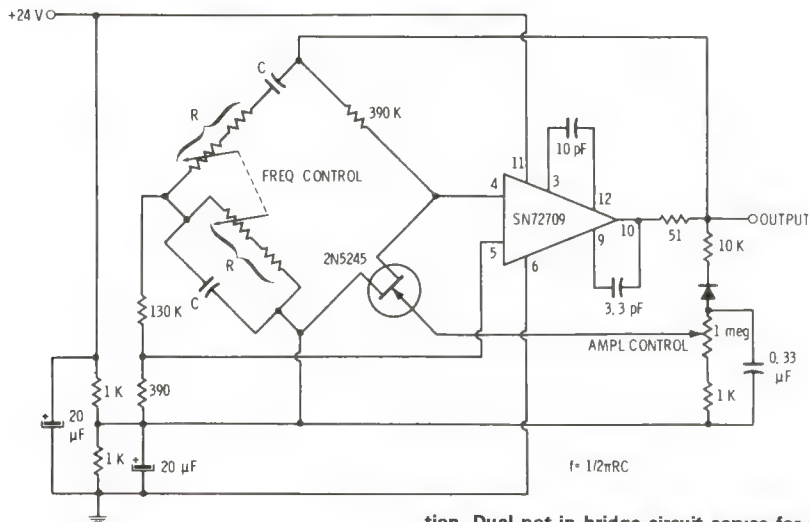 +24 V
C
R
390 K
FREQ CONTROL
R
C
130 K
390
1 K
20 µF
1 K
20 µF
2N5245
AMPL CONTROL
11
4
5
3
10 pF
12
SN72709
9
10
6
3.3 pF
51
OUTPUT
10 K
1 meg
0.33 µF
1 K
f= 1/2πRC
tion. Dual pot in bridge circuit serves for